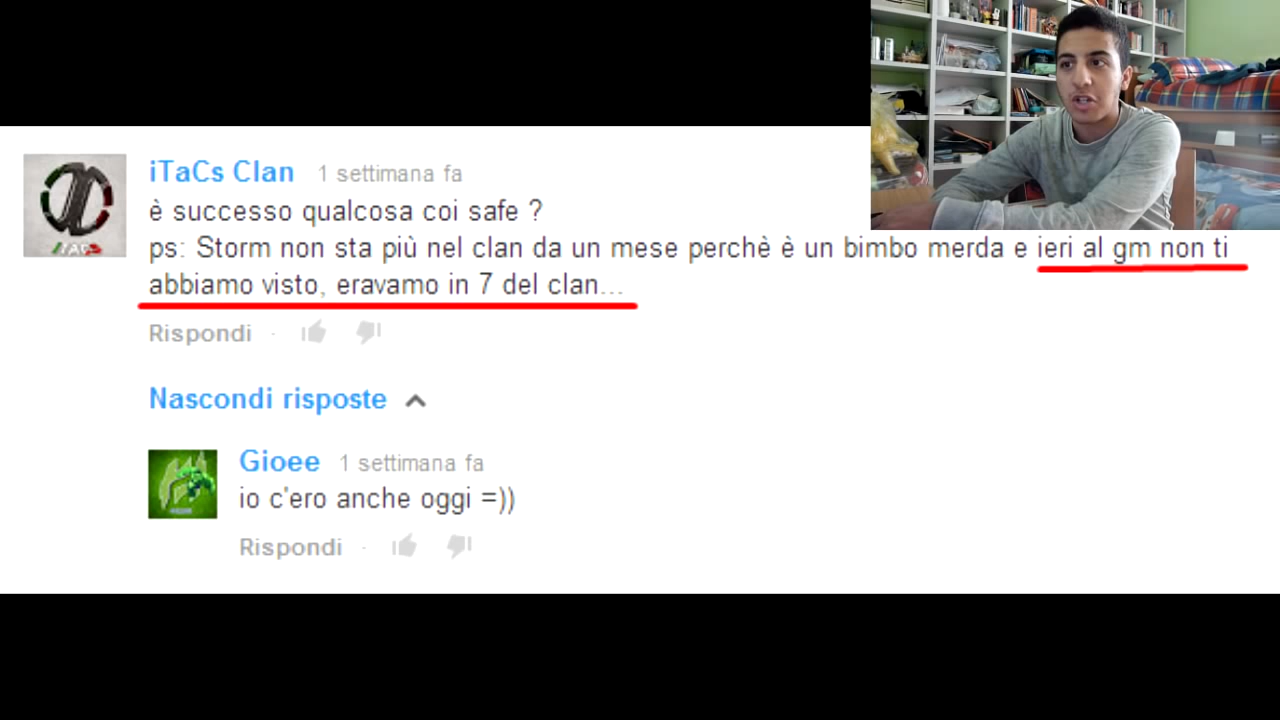 iTaCs Clan 1 settimana fa
è successo qualcosa coi safe ?
ps: Storm non sta più nel clan da un mese perchè è un bimbo merda e ieri al gm non ti
abbiamo visto, eravamo in 7 del clan...
Rispondi ·
Nascondi risposte
Gioee 1 settimana fa
io c'ero anche oggi =))
Rispondi ·